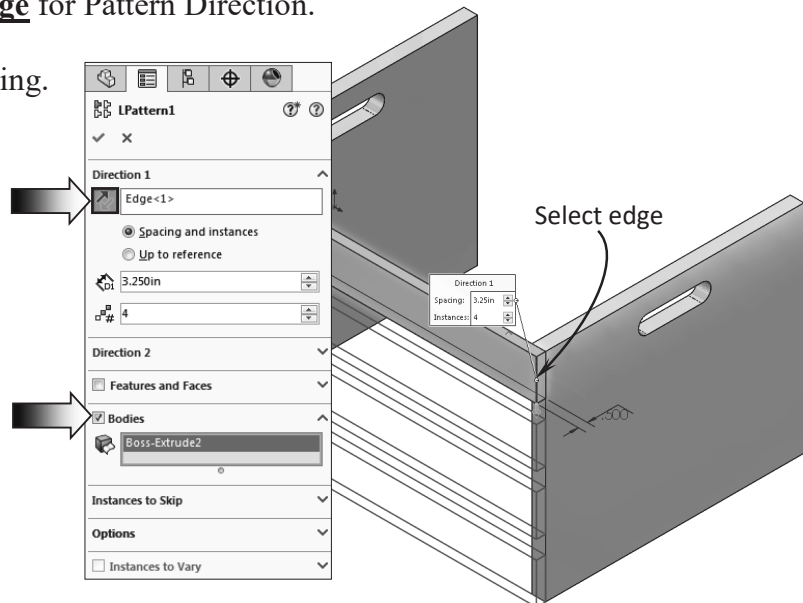 ge for Pattern Direction.
ing.
LPattern1
Direction 1
Edge<1>
Spacing and instances
Up to reference
D1
3.250in
#
4
Direction 2
Features and Faces
Bodies
Boss-Extrude2
Instances to Skip
Options
Instances to Vary
Select edge
Direction 1
Spacing: 3.25in
Instances: 4
.500